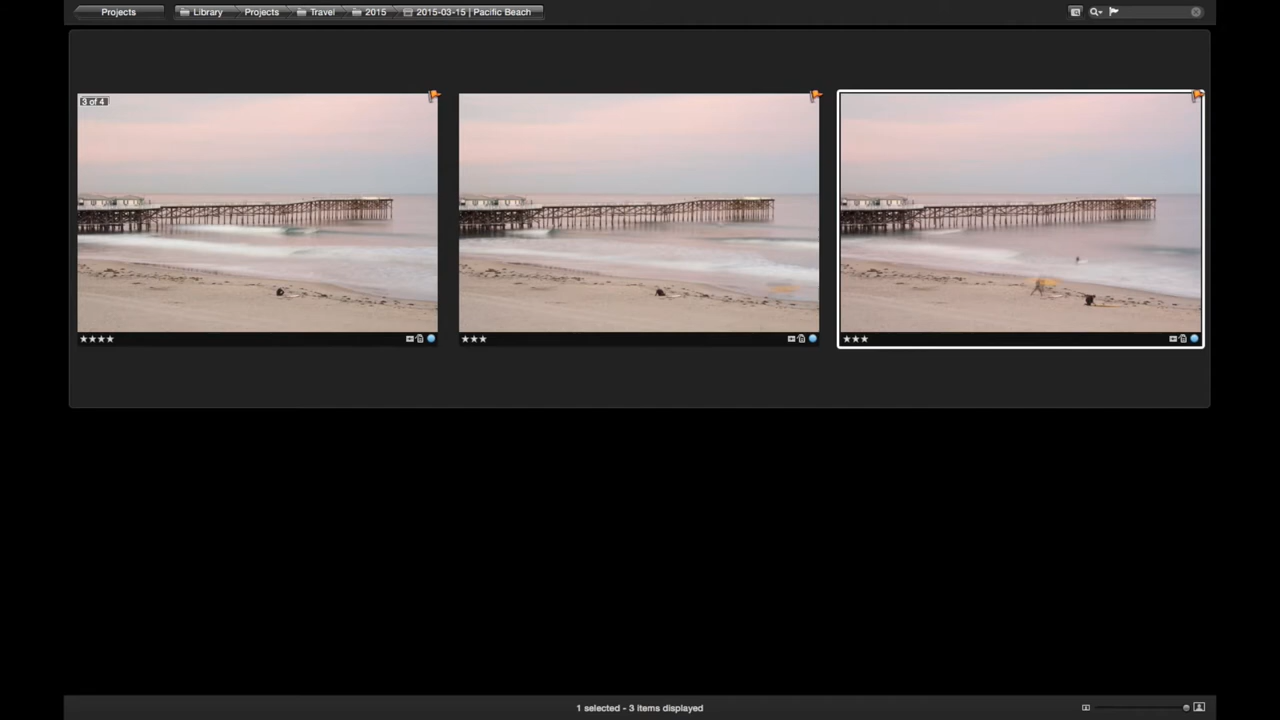 Projects
Library Projects Travel 2015 2015-03-15 | Pacific Beach
3 of 4
1 selected - 3 items displayed